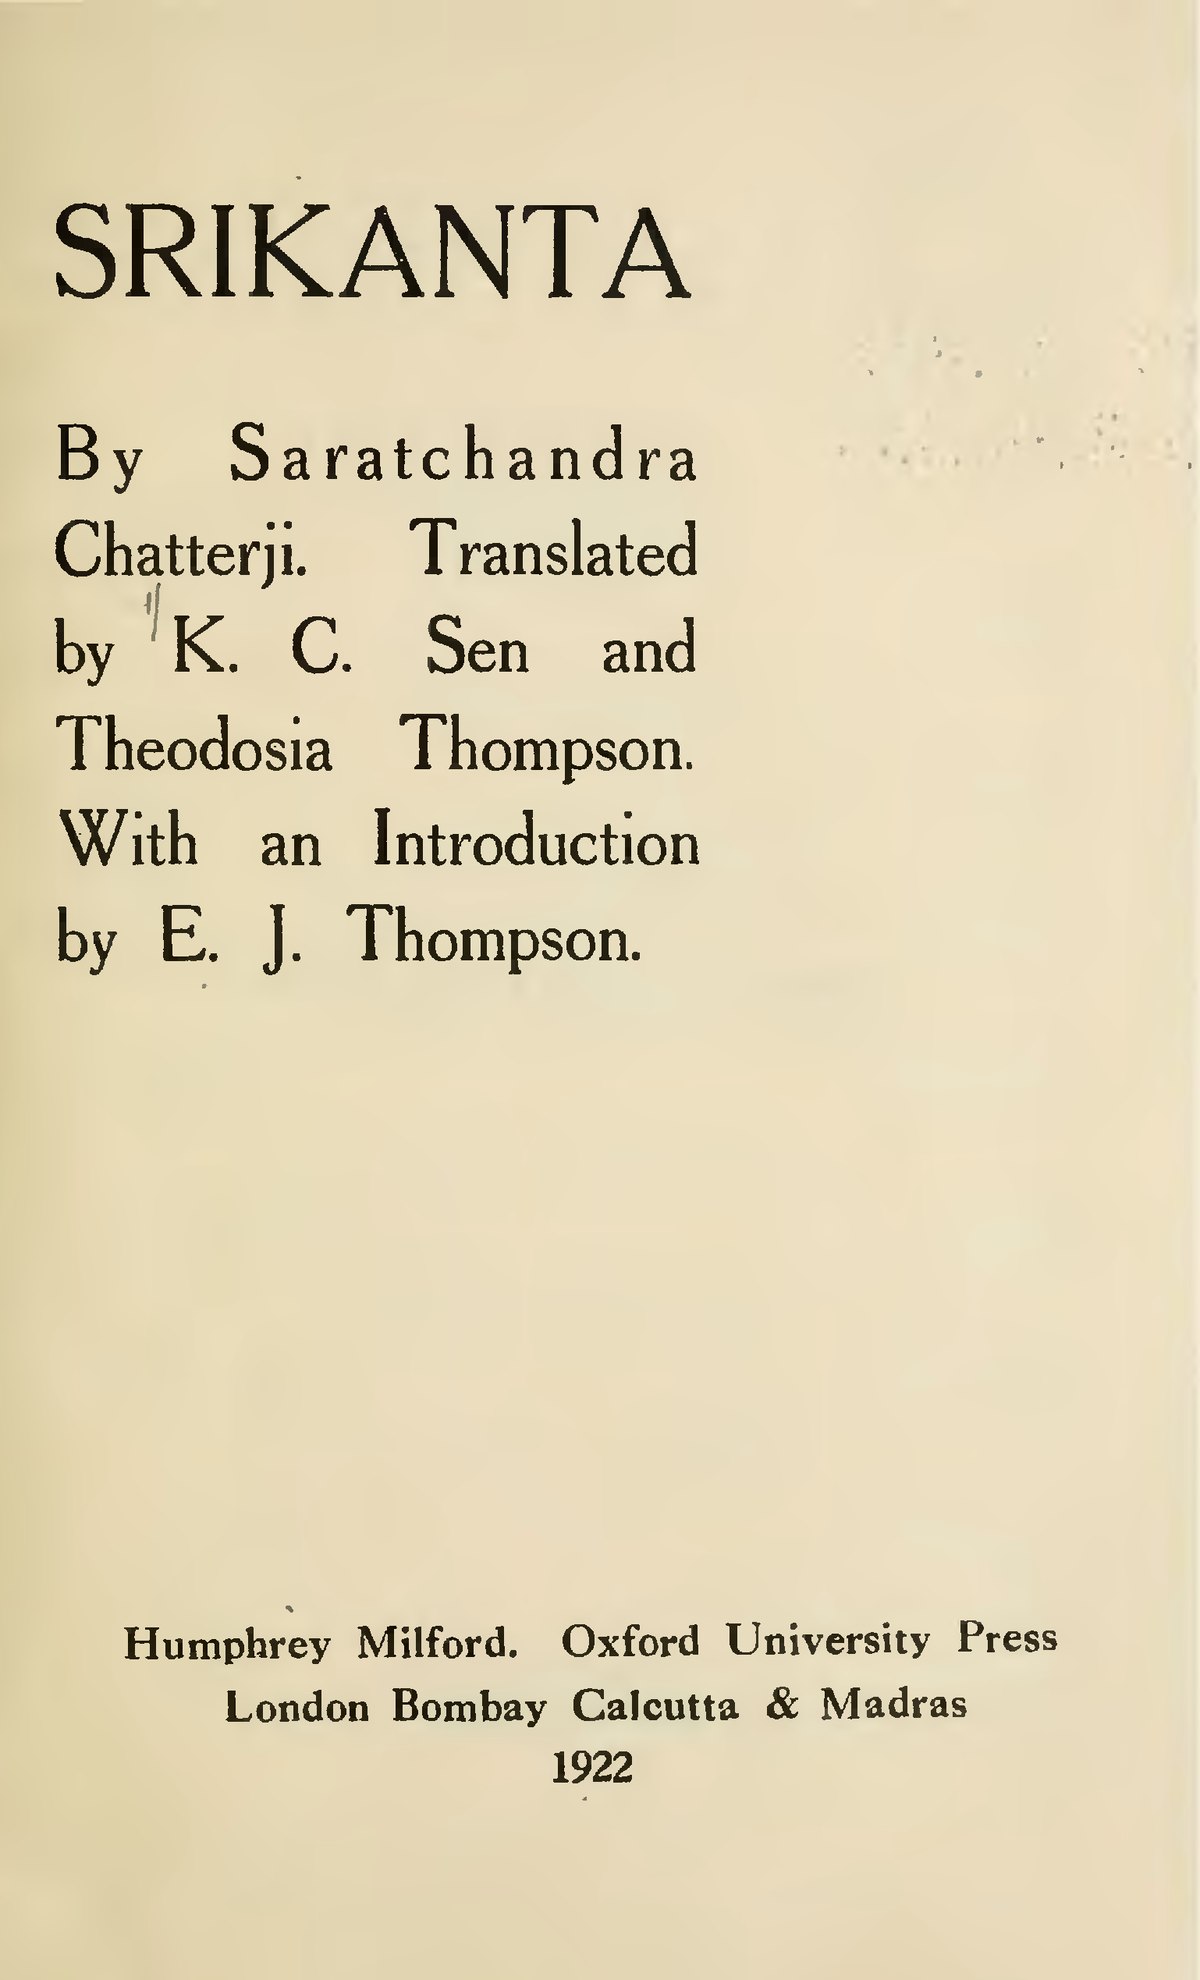 SRIKANTA
By Saratchandra
Chatterji. Translated
by K. C. Sen and
Theodosia Thompson.
With an Introduction
by E. J. Thompson.
Humphrey Milford. Oxford University Press
London Bombay Calcutta & Madras
1922